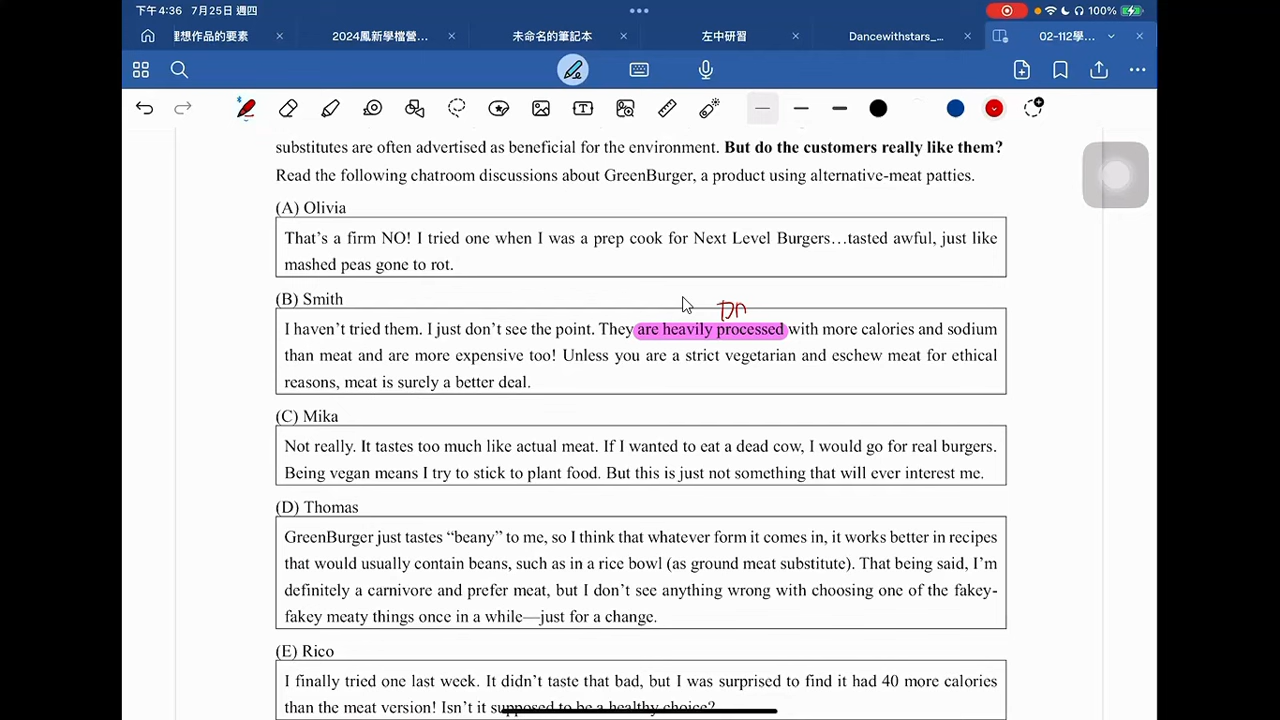 下午4:36 7月25日 週四
100%
理想作品的要素
2024鳳新學檔營...
未命名的筆記本
左中研習
Dancewithstars_...
02-112學...
substitutes are often advertised as beneficial for the environment. But do the customers really like them?
Read the following chatroom discussions about GreenBurger, a product using alternative-meat patties.
(A) Olivia
That's a firm NO! I tried one when I was a prep cook for Next Level Burgers…tasted awful, just like
mashed peas gone to rot.
(B) Smith
I haven't tried them. I just don't see the point. They are heavily processed with more calories and sodium
than meat and are more expensive too! Unless you are a strict vegetarian and eschew meat for ethical
reasons, meat is surely a better deal.
(C) Mika
Not really. It tastes too much like actual meat. If I wanted to eat a dead cow, I would go for real burgers.
Being vegan means I try to stick to plant food. But this is just not something that will ever interest me.
(D) Thomas
GreenBurger just tastes “beany” to me, so I think that whatever form it comes in, it works better in recipes
that would usually contain beans, such as in a rice bowl (as ground meat substitute). That being said, I'm
definitely a carnivore and prefer meat, but I don't see anything wrong with choosing one of the fakey-
fakey meaty things once in a while—just for a change.
(E) Rico
I finally tried one last week. It didn't taste that bad, but I was surprised to find it had 40 more calories
than the meat version! Isn't it supposed to be a healthy choice?